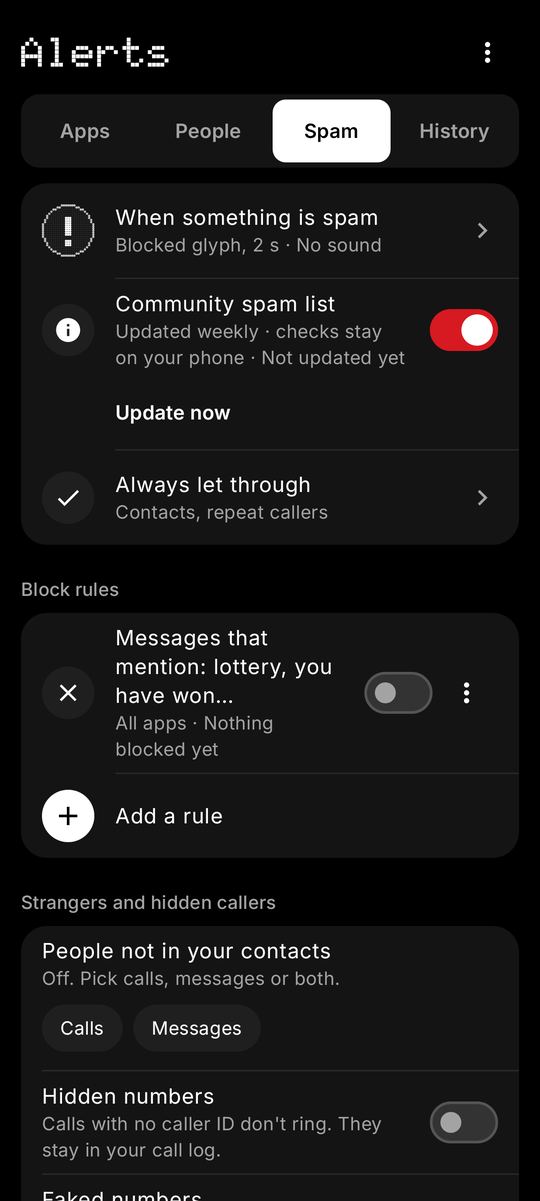 Alerts
Apps
People
Spam
History
When something is spam
Blocked glyph, 2 s · No sound
Community spam list
Updated weekly · checks stay
on your phone · Not updated yet
Update now
Always let through
Contacts, repeat callers
Block rules
Messages that
mention: lottery, you
have won...
All apps · Nothing
blocked yet
Add a rule
Strangers and hidden callers
People not in your contacts
Off. Pick calls, messages or both.
Calls
Messages
Hidden numbers
Calls with no caller ID don't ring. They
stay in your call log.
Faked numbers